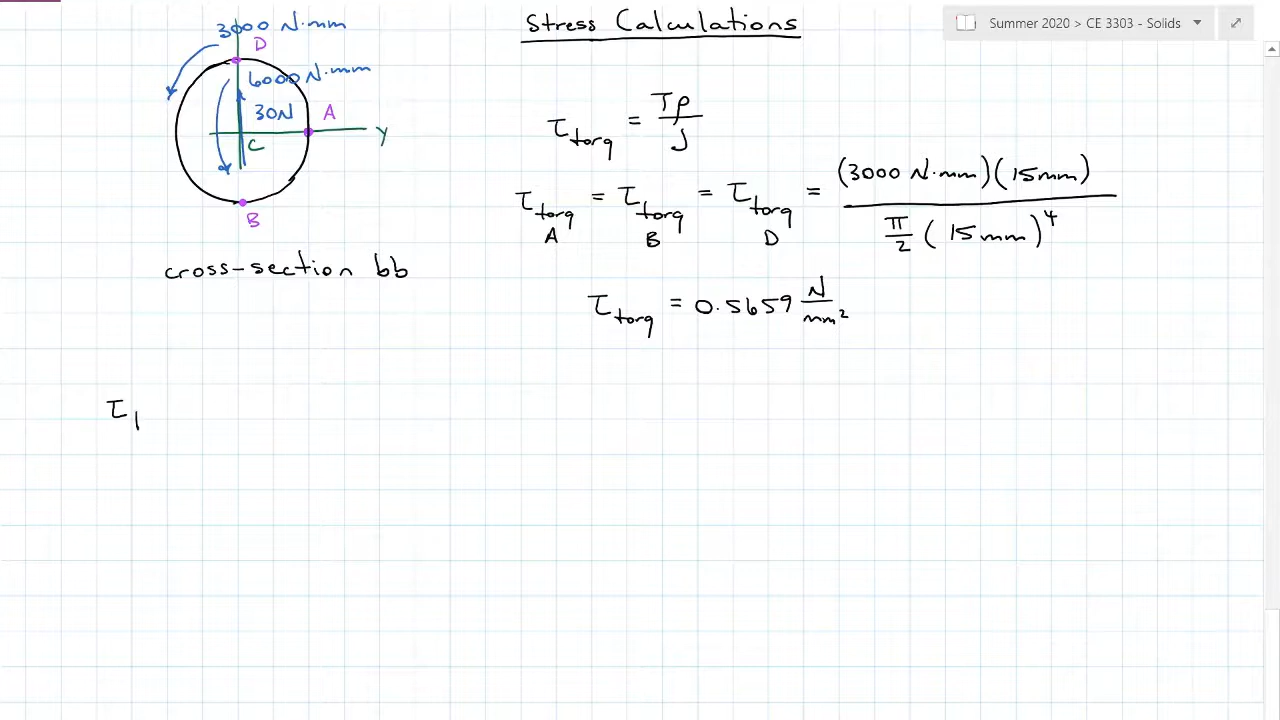 Summer 2020 > CE 3303 - Solids
Stress Calculations
3000 N·mm
D
6000 N·mm
30N
A
C
y
B
cross-section bb
τtorq = Tρ/J
τtorq A = τtorq B = τtorq D = (3000 N·mm)(15mm) / π/2 (15mm)^4
τtorq = 0.5659 N/mm²
τ1